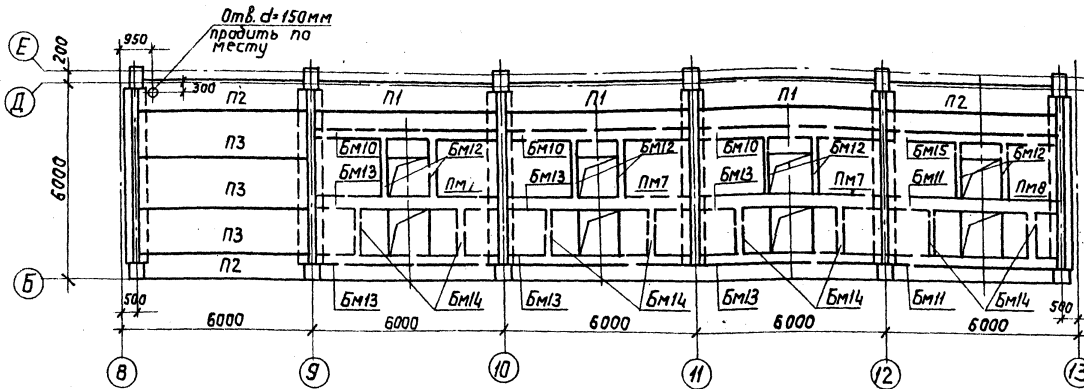 Отв. d=150мм
пробить по
месту
Е
950
200
300
Д
П2 П1 П1 П1 П2
П3 Бм10 Бм12 Бм10 Бм12 Бм10 Бм12 Бм15 Бм12
6000
П3 Бм13 Бм13 Пм7 Бм13 Пм7 Бм11 Пм8
П3
П2
Б
500 Бм13 Бм14 Бм13 Бм14 Бм13 Бм14 Бм11 Бм14 500
6000 6000 6000 6000 6000
8 9 10 11 12 13